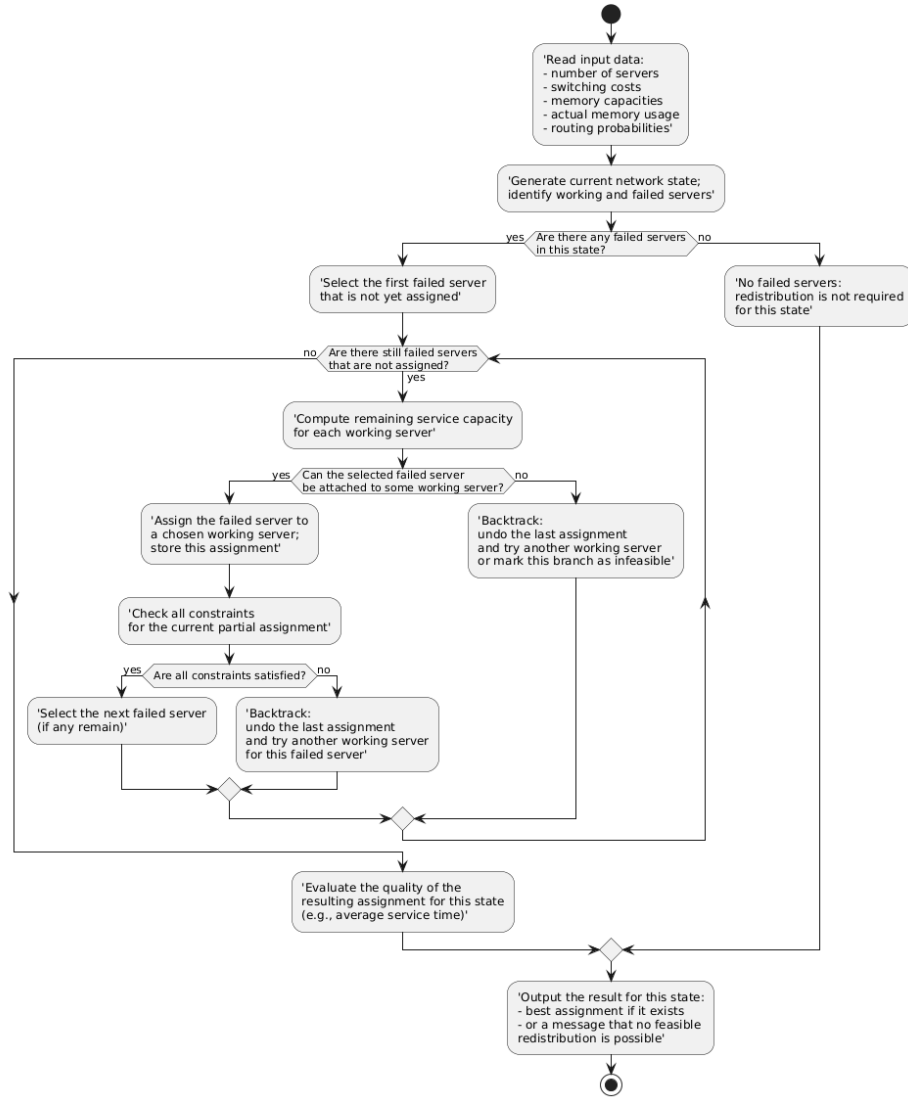 'Read input data:
- number of servers
- switching costs
- memory capacities
- actual memory usage
- routing probabilities'
'Generate current network state;
identify working and failed servers'
yes
Are there any failed servers
in this state?
no
'Select the first failed server
that is not yet assigned'
'No failed servers:
redistribution is not required
for this state'
no
Are there still failed servers
that are not assigned?
yes
'Compute remaining service capacity
for each working server'
yes
Can the selected failed server
be attached to some working server?
no
'Assign the failed server to
a chosen working server;
store this assignment'
'Backtrack:
undo the last assignment
and try another working server
or mark this branch as infeasible'
'Check all constraints
for the current partial assignment'
yes
Are all constraints satisfied?
no
'Select the next failed server
(if any remain)'
'Backtrack:
undo the last assignment
and try another working server
for this failed server'
'Evaluate the quality of the
resulting assignment for this state
(e.g., average service time)'
'Output the result for this state:
- best assignment if it exists
- or a message that no feasible
redistribution is possible'